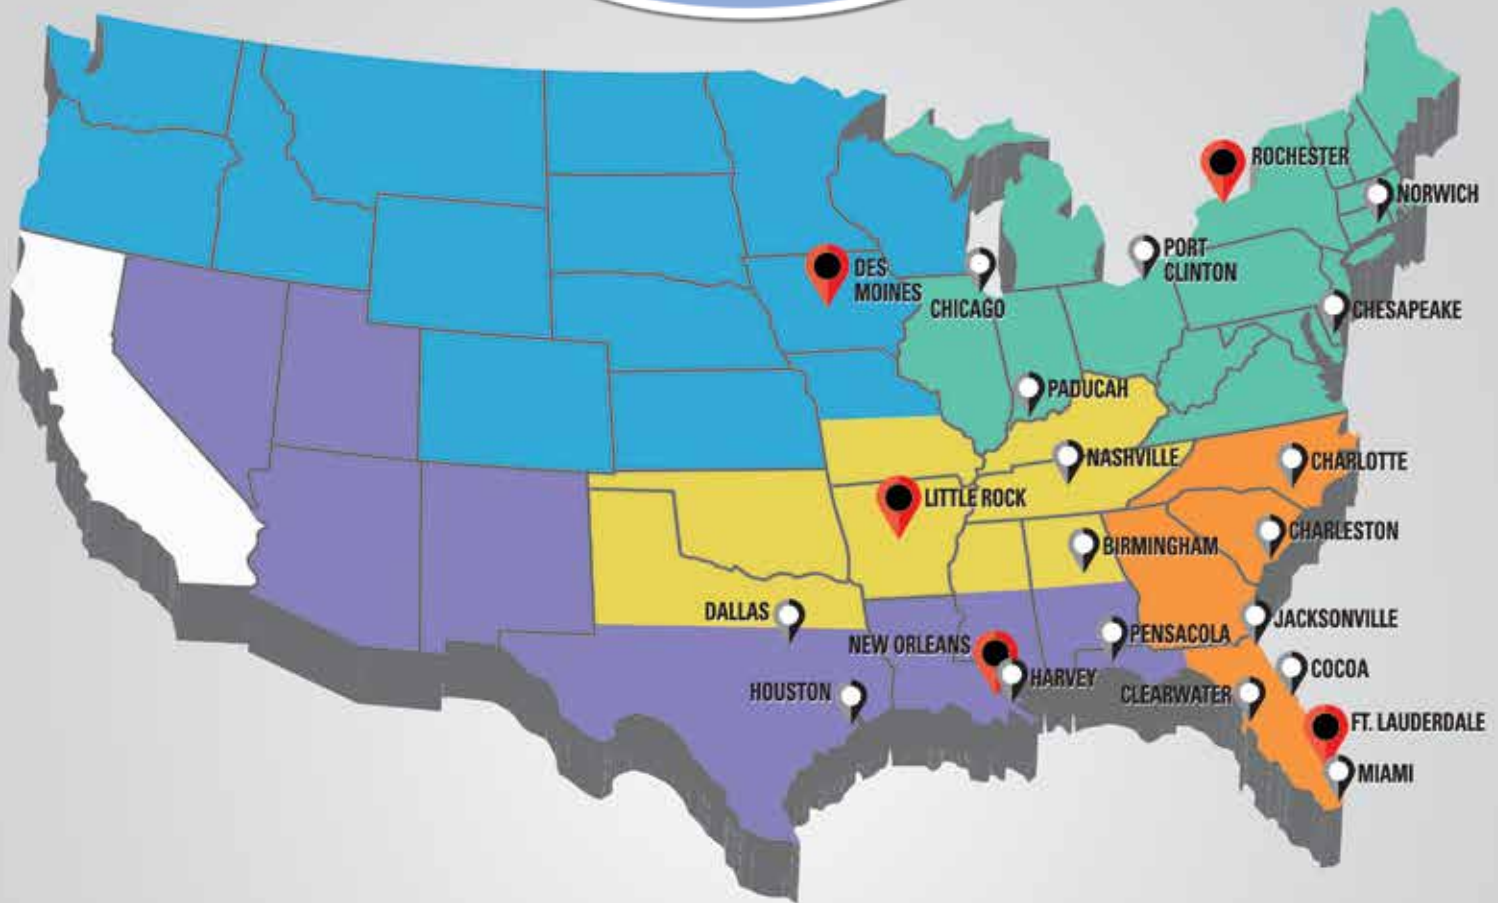 ROCHESTER
NORWICH
PORT
CLINTON
DES
MOINES
CHICAGO
CHESAPEAKE
PADUCAH
NASHVILLE
CHARLOTTE
LITTLE ROCK
CHARLESTON
BIRMINGHAM
DALLAS
JACKSONVILLE
PENSACOLA
NEW ORLEANS
HARVEY
COCOA
HOUSTON
CLEARWATER
FT. LAUDERDALE
MIAMI